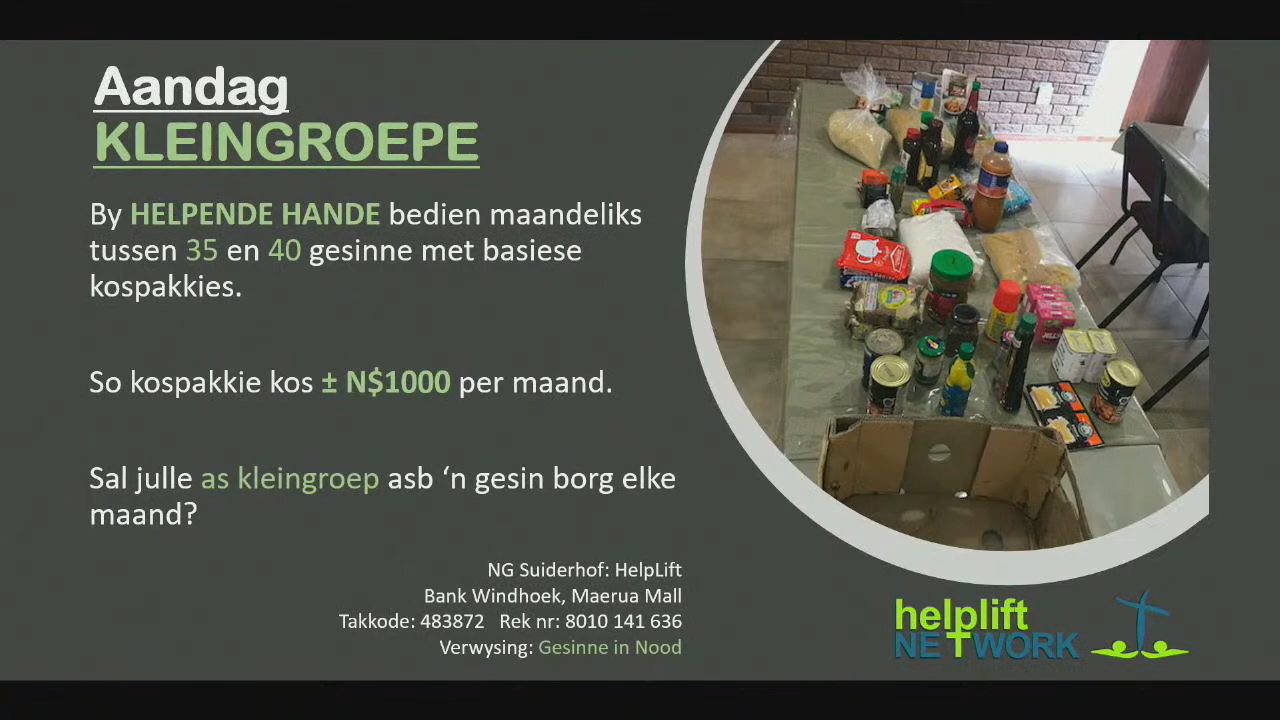 Aandag
KLEINGROEPE
By HELPENDE HANDE bedien maandeliks
tussen 35 en 40 gesinne met basiese
kospakkies.
So kospakkie kos ± N$1000 per maand.
Sal julle as kleingroep asb ‘n gesin borg elke
maand?
NG Suiderhof: HelpLift
Bank Windhoek, Maerua Mall
Takkode: 483872 Rek nr: 8010 141 636
Verwysing: Gesinne in Nood
helplift
NETWORK